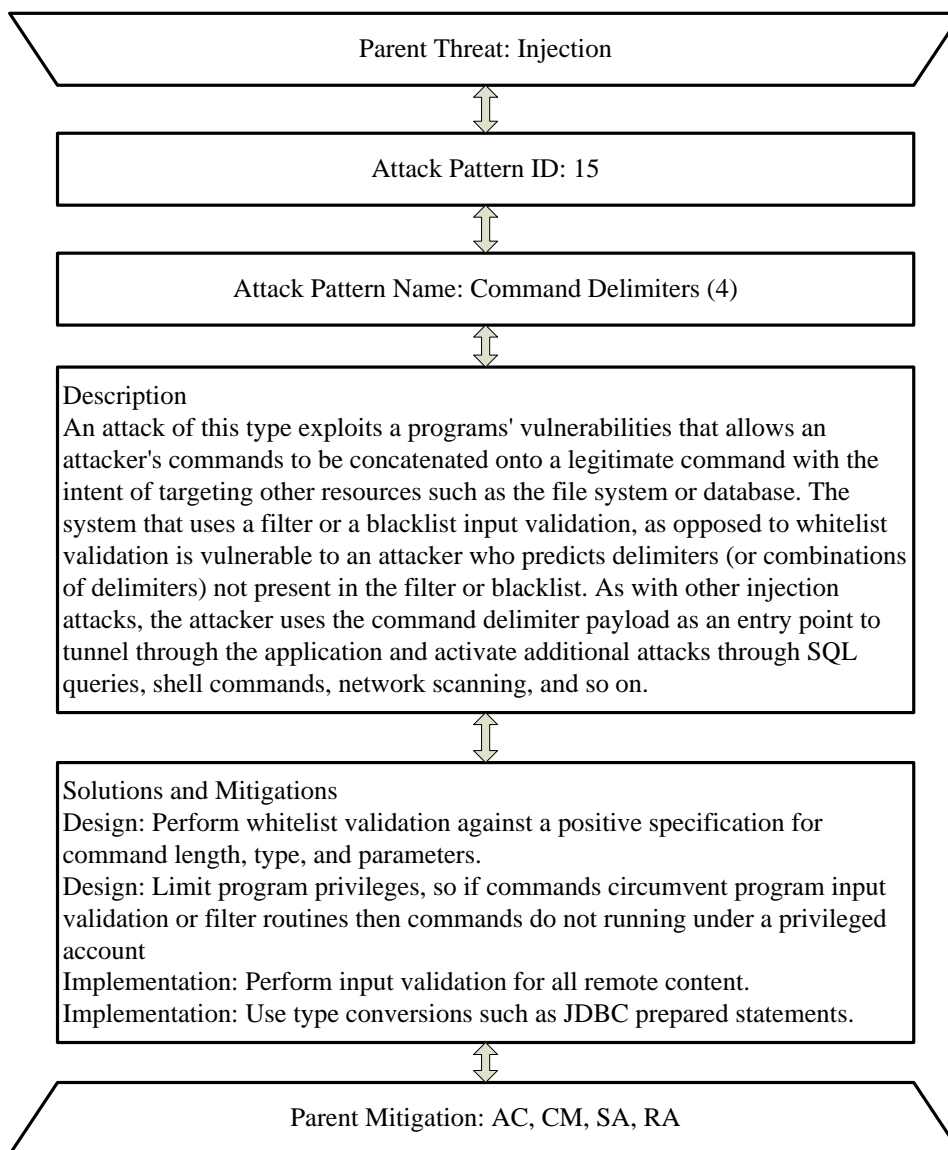 Parent Threat: Injection
Attack Pattern ID: 15
Attack Pattern Name: Command Delimiters (4)
Description
An attack of this type exploits a programs' vulnerabilities that allows an
attacker's commands to be concatenated onto a legitimate command with the
intent of targeting other resources such as the file system or database. The
system that uses a filter or a blacklist input validation, as opposed to whitelist
validation is vulnerable to an attacker who predicts delimiters (or combinations
of delimiters) not present in the filter or blacklist. As with other injection
attacks, the attacker uses the command delimiter payload as an entry point to
tunnel through the application and activate additional attacks through SQL
queries, shell commands, network scanning, and so on.
Solutions and Mitigations
Design: Perform whitelist validation against a positive specification for
command length, type, and parameters.
Design: Limit program privileges, so if commands circumvent program input
validation or filter routines then commands do not running under a privileged
account
Implementation: Perform input validation for all remote content.
Implementation: Use type conversions such as JDBC prepared statements.
Parent Mitigation: AC, CM, SA, RA